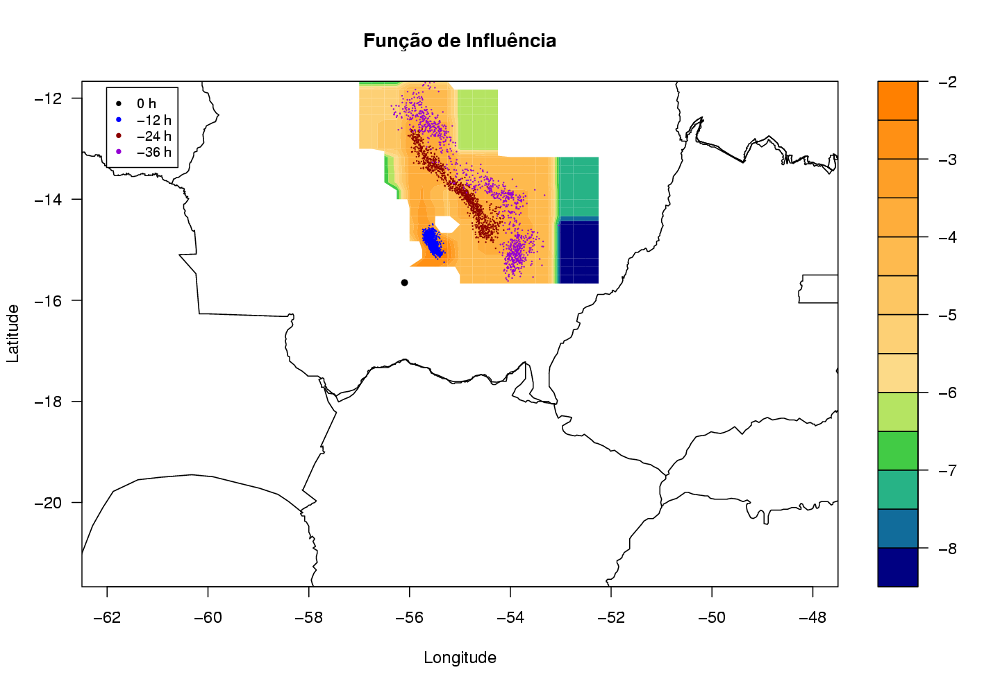 Função de Influência
0 h
−12 h
−24 h
−36 h
−12
−14
−16
−18
−20
Latitude
−62
−60
−58
−56
−54
−52
−50
−48
Longitude
−2
−3
−4
−5
−6
−7
−8